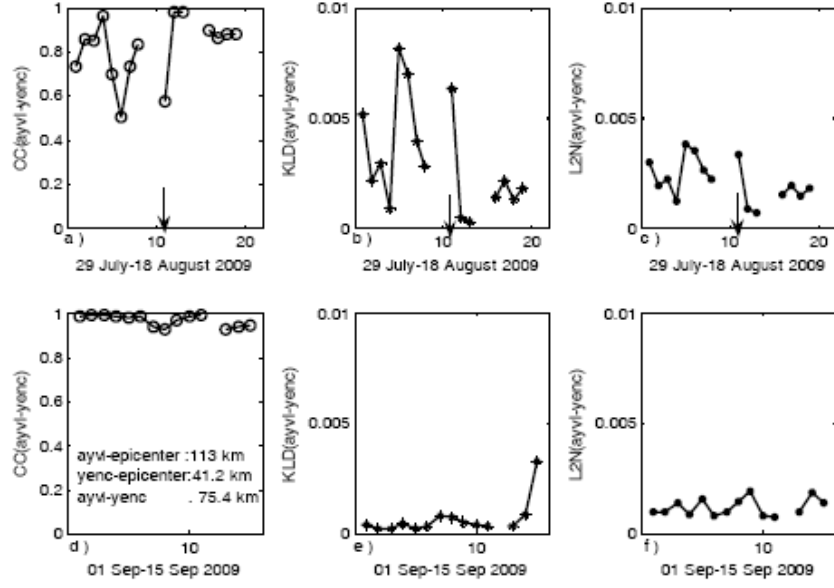 1
0.8
0.6
0.4
0.2
0
CC(ayvl-yenc)
a )
10
20
29 July-18 August 2009
0.01
0.005
0
KLD(ayvl-yenc)
b )
10
20
29 July-18 August 2009
0.01
0.005
0
L2N(ayvl-yenc)
c )
10
20
29 July-18 August 2009
1
0.8
0.6
0.4
0.2
0
CC(ayvl-yenc)
ayvl-epicenter :113 km
yenc-epicenter:41.2 km
ayvl-yenc . 75.4 km
d )
10
01 Sep-15 Sep 2009
0.01
0.005
0
KLD(ayvl-yenc)
e )
10
01 Sep-15 Sep 2009
0.01
0.005
0
L2N(ayvl-yenc)
f )
10
01 Sep-15 Sep 2009